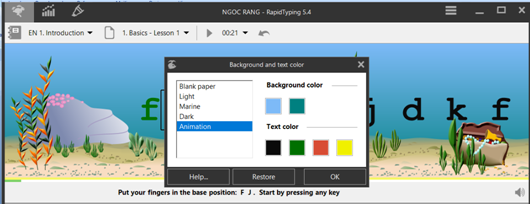 NGOC RANG - RapidTyping 5.4
EN 1. Introduction
1. Basics - Lesson 1
00:21
Background and text color
Blank paper
Light
Marine
Dark
Animation
Background color
Text color
f
j d k f
Help...
Restore
OK
Put your fingers in the base position: F J . Start by pressing any key